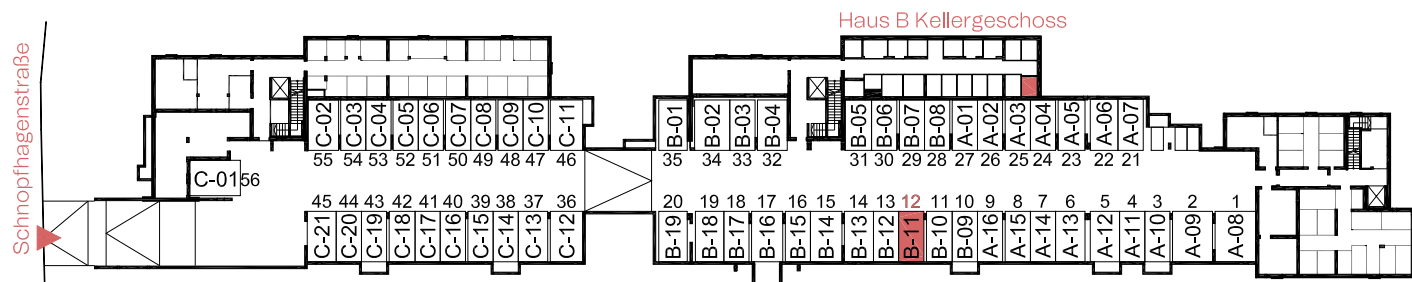 Haus B Kellergeschoss
Schnopfhagenstraße
C-02 C-03 C-04 C-05 C-06 C-07 C-08 C-09 C-10 C-11 B-01 B-02 B-03 B-04 B-05 B-06 B-07 B-08 A-01 A-02 A-03 A-04 A-05 A-06 A-07
55 54 53 52 51 50 49 48 47 46 35 34 33 32 31 30 29 28 27 26 25 24 23 22 21
C-01 56
45 44 43 42 41 40 39 38 37 36 20 19 18 17 16 15 14 13 12 11 10 9 8 7 6 5 4 3 2 1
C-21 C-20 C-19 C-18 C-17 C-16 C-15 C-14 C-13 C-12 B-19 B-18 B-17 B-16 B-15 B-14 B-13 B-12 B-11 B-10 B-09 A-16 A-15 A-14 A-13 A-12 A-11 A-10 A-09 A-08